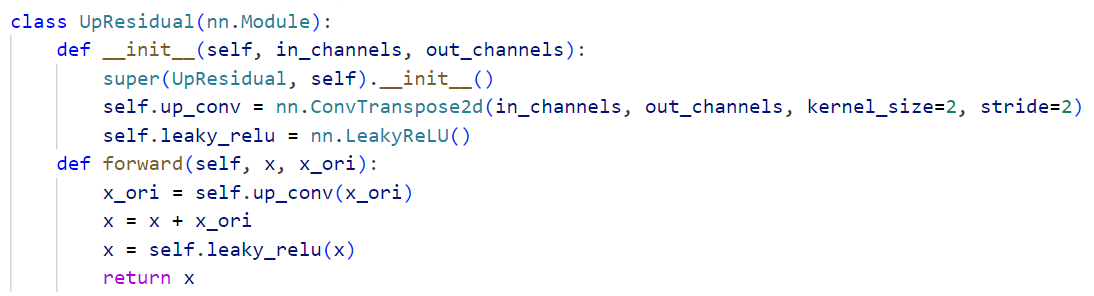 class UpResidual(nn.Module):
    def __init__(self, in_channels, out_channels):
        super(UpResidual, self).__init__()
        self.up_conv = nn.ConvTranspose2d(in_channels, out_channels, kernel_size=2, stride=2)
        self.leaky_relu = nn.LeakyReLU()
    def forward(self, x, x_ori):
        x_ori = self.up_conv(x_ori)
        x = x + x_ori
        x = self.leaky_relu(x)
        return x